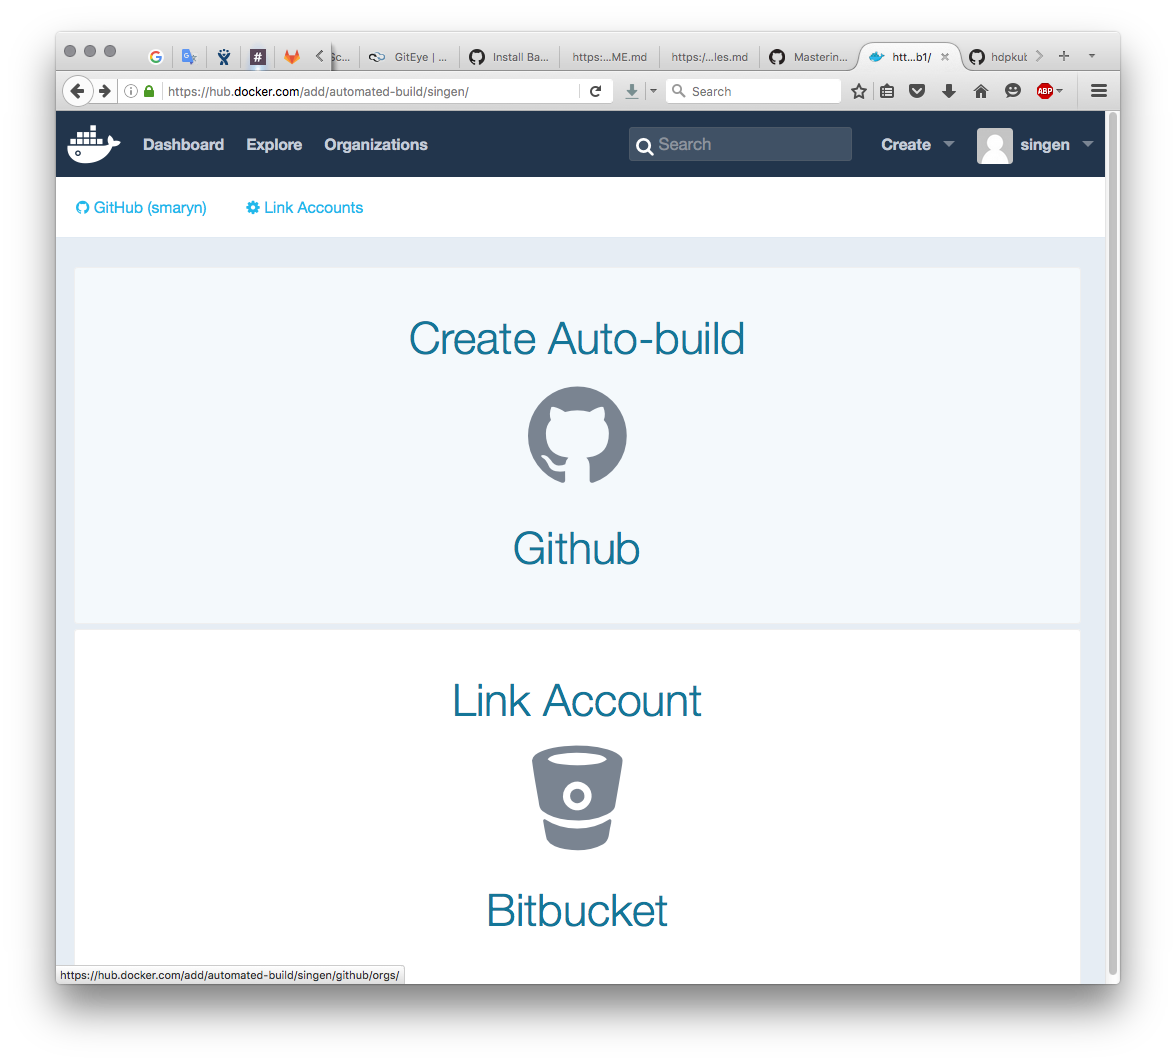 #
Sc...
GitEye | ...
Install Ba...
https:...ME.md
https:/...les.md
Masterin...
htt...b1/
hdpkub
https://hub.docker.com/add/automated-build/singen/
Search
ABP
Dashboard
Explore
Organizations
Search
Create
singen
GitHub (smaryn)
Link Accounts
Create Auto-build
Github
Link Account
Bitbucket
https://hub.docker.com/add/automated-build/singen/github/orgs/